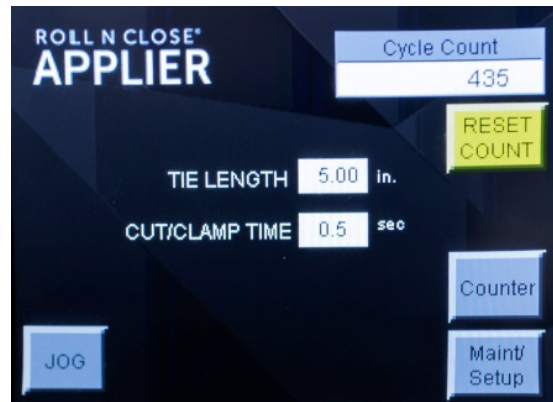 ROLL N CLOSE®
APPLIER
Cycle Count
435
RESET
COUNT
TIE LENGTH 5.00 in.
CUT/CLAMP TIME 0.5 sec
Counter
JOG
Maint/
Setup